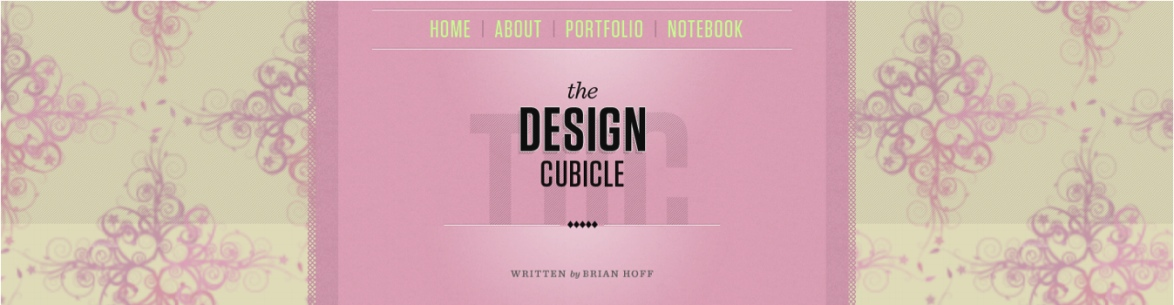 HOME | ABOUT | PORTFOLIO | NOTEBOOK
the
DESIGN
CUBICLE
TDC
WRITTEN by BRIAN HOFF